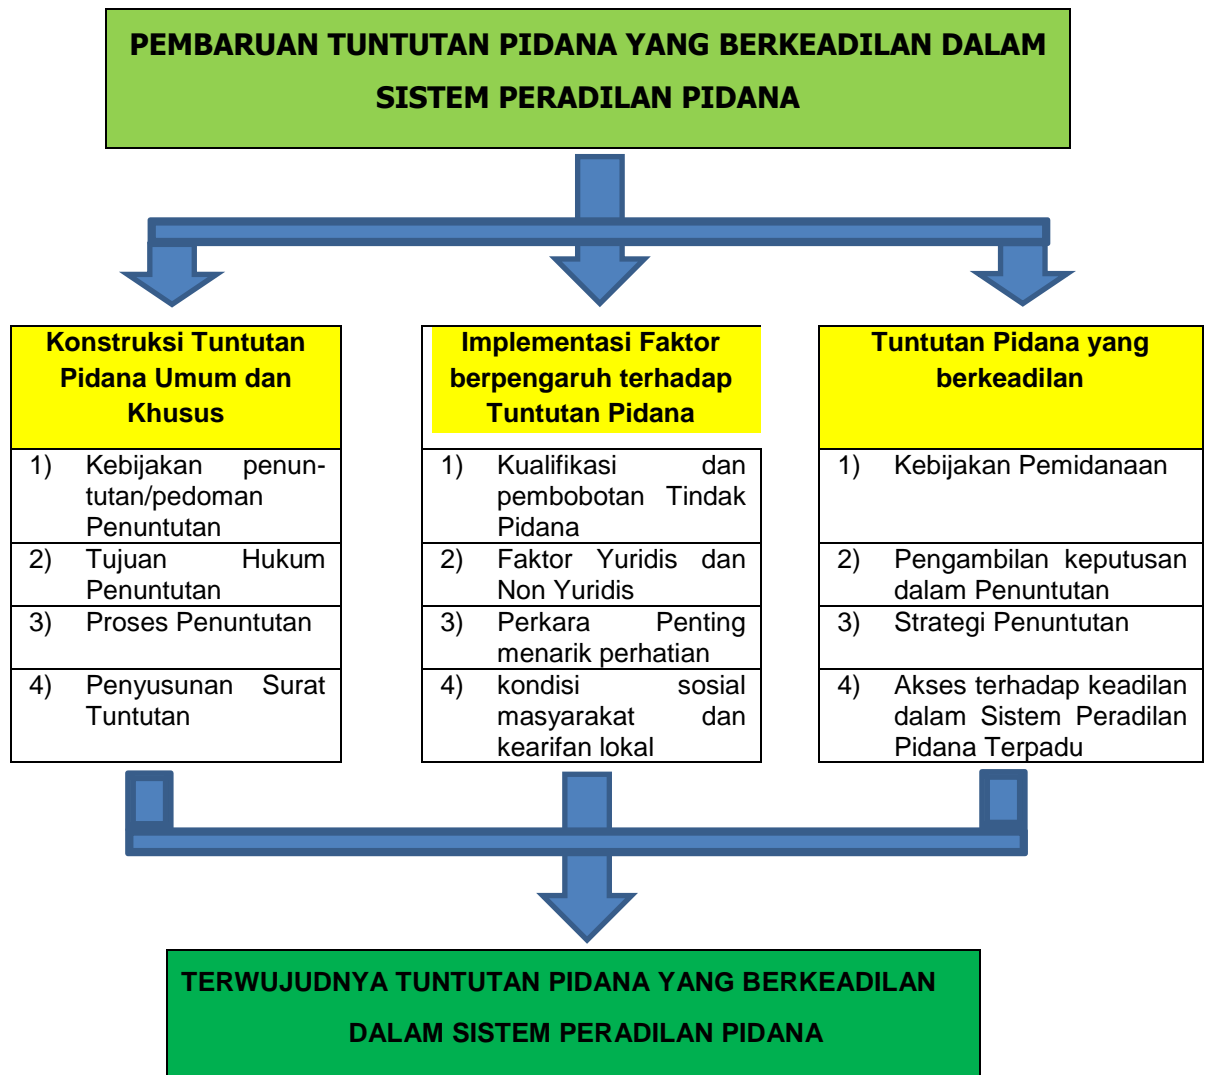 PEMBARUAN TUNTUTAN PIDANA YANG BERKEADILAN DALAM
SISTEM PERADILAN PIDANA
Konstruksi Tuntutan
Pidana Umum dan
Khusus
1) Kebijakan penun-
tutan/pedoman
Penuntutan
2) Tujuan Hukum
Penuntutan
3) Proses Penuntutan
4) Penyusunan Surat
Tuntutan
Implementasi Faktor
berpengaruh terhadap
Tuntutan Pidana
1) Kualifikasi dan
pembobotan Tindak
Pidana
2) Faktor Yuridis dan
Non Yuridis
3) Perkara Penting
menarik perhatian
4) kondisi sosial
masyarakat dan
kearifan lokal
Tuntutan Pidana yang
berkeadilan
1) Kebijakan Pemidanaan
2) Pengambilan keputusan
dalam Penuntutan
3) Strategi Penuntutan
4) Akses terhadap keadilan
dalam Sistem Peradilan
Pidana Terpadu
TERWUJUDNYA TUNTUTAN PIDANA YANG BERKEADILAN
DALAM SISTEM PERADILAN PIDANA